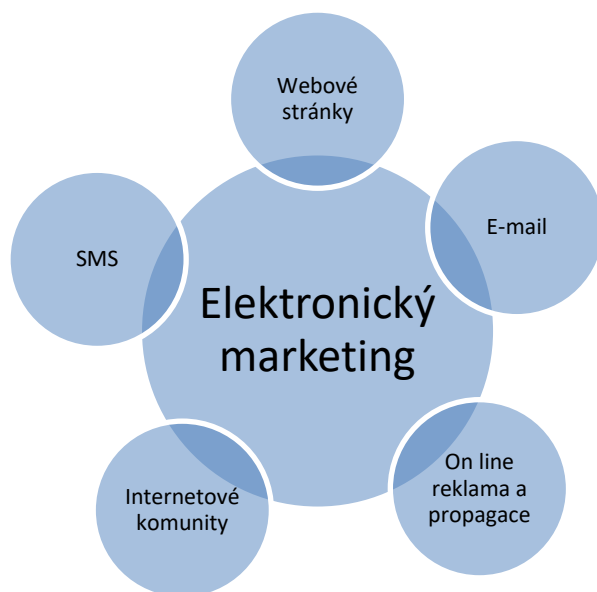 Webové
stránky
E-mail
SMS
Elektronický
marketing
On line
reklama a
propagace
Internetové
komunity